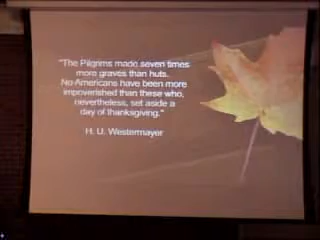 "The Pilgrims made seven times
more graves than huts.
No Americans have been more
impoverished than these who,
nevertheless, set aside a
day of thanksgiving."
H. U. Westermayer